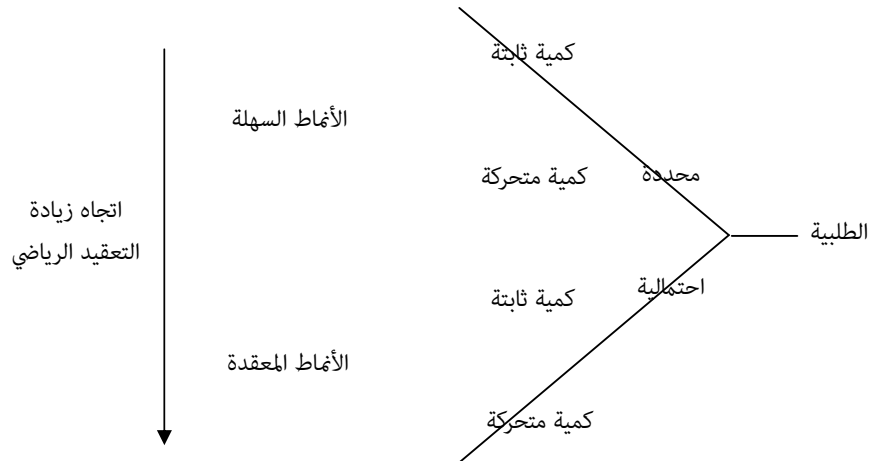 كمية ثابتة
الأنماط السهلة
محددة
كمية متحركة
الطلبية
اتجاه زيادة
التعقيد الرياضي
احتمالية
كمية ثابتة
الأنماط المعقدة
كمية متحركة